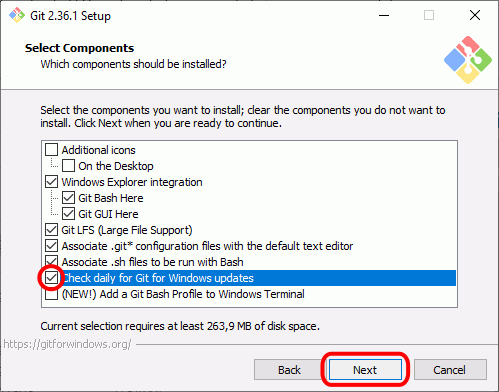 Git 2.36.1 Setup
Select Components
Which components should be installed?
Select the components you want to install; clear the components you do not want to
install. Click Next when you are ready to continue.
Additional icons
On the Desktop
Windows Explorer integration
Git Bash Here
Git GUI Here
Git LFS (Large File Support)
Associate .git* configuration files with the default text editor
Associate .sh files to be run with Bash
Check daily for Git for Windows updates
(NEW!) Add a Git Bash Profile to Windows Terminal
Current selection requires at least 263,9 MB of disk space.
https://gitforwindows.org/
Back
Next
Cancel